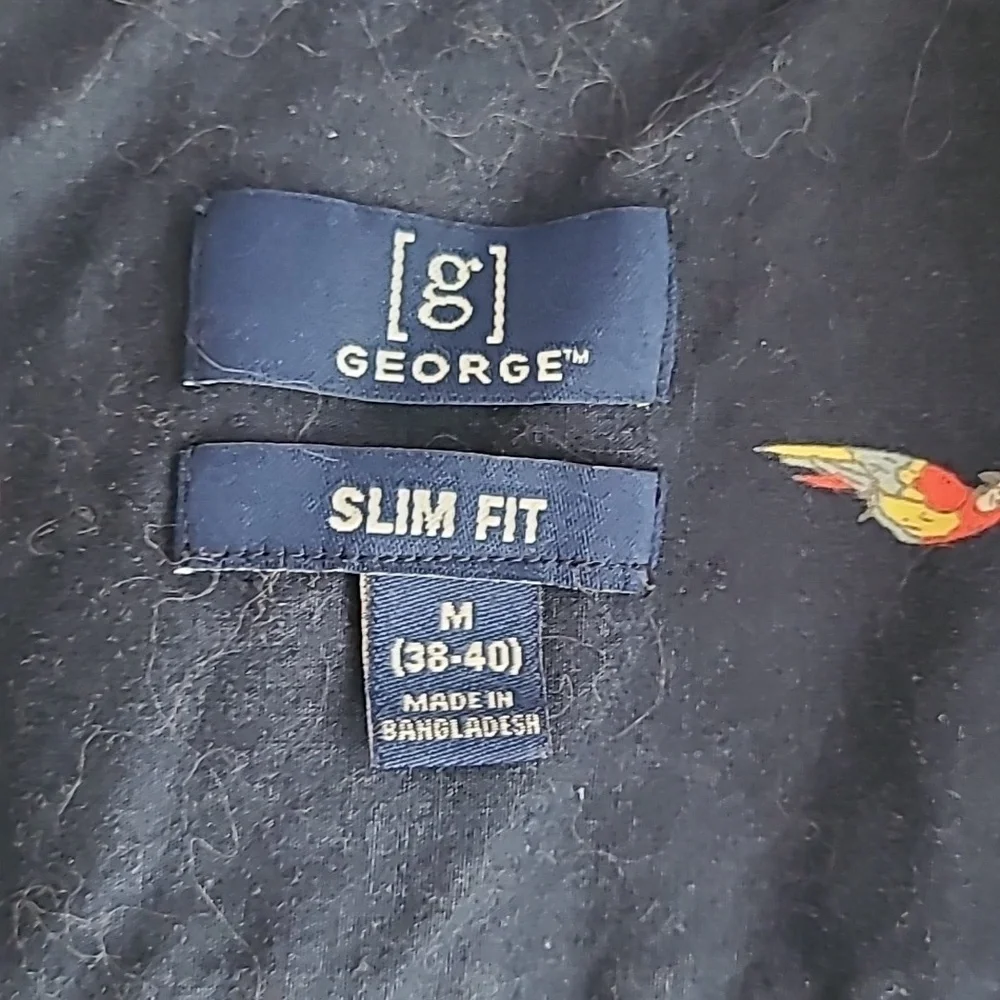 [g]
GEORGE™
SLIM FIT
M
(38-40)
MADE IN
BANGLADESH